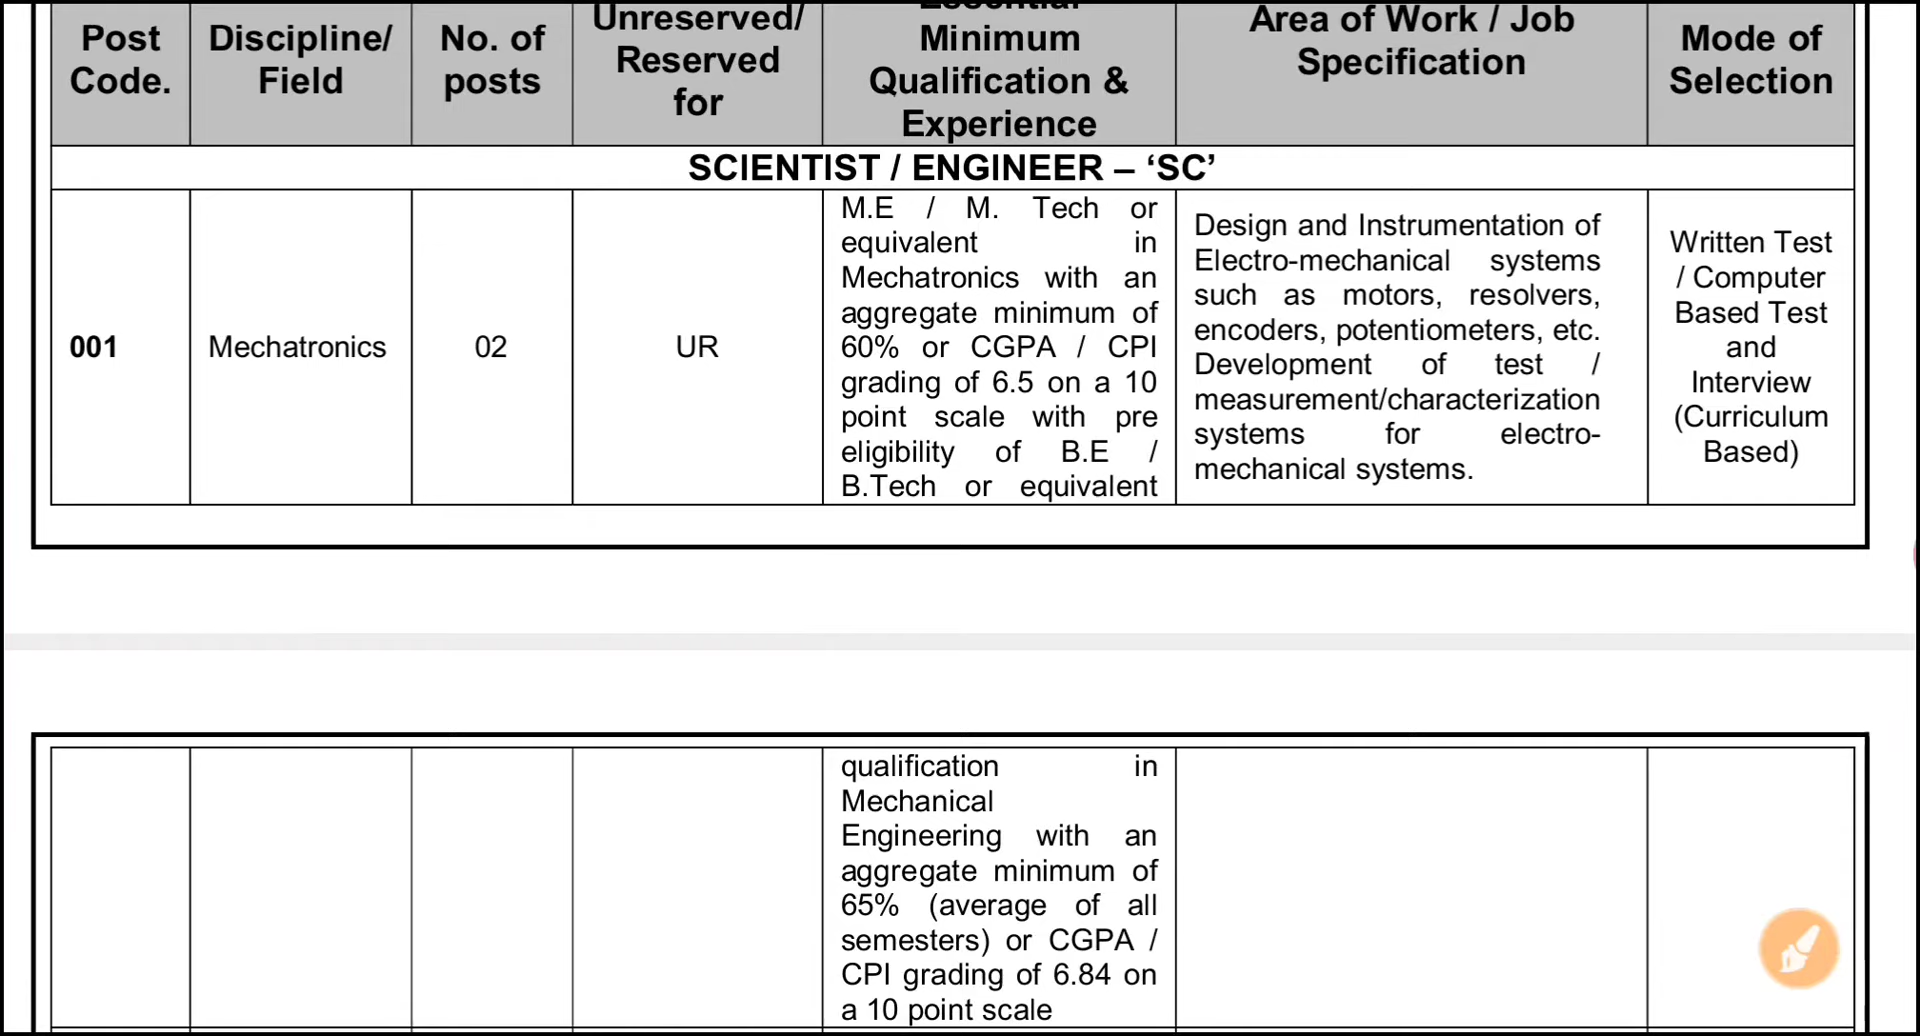 Post Code.
Discipline/ Field
No. of posts
Unreserved/ Reserved for
Essential Minimum Qualification & Experience
Area of Work / Job Specification
Mode of Selection
SCIENTIST / ENGINEER – ‘SC’
001
Mechatronics
02
UR
M.E / M. Tech or
equivalent in
Mechatronics with an
aggregate minimum of
60% or CGPA / CPI
grading of 6.5 on a 10
point scale with pre
eligibility of B.E /
B.Tech or equivalent
Design and Instrumentation of
Electro-mechanical systems
such as motors, resolvers,
encoders, potentiometers, etc.
Development of test /
measurement/characterization
systems for electro-
mechanical systems.
Written Test
/ Computer
Based Test
and
Interview
(Curriculum
Based)
qualification in
Mechanical
Engineering with an
aggregate minimum of
65% (average of all
semesters) or CGPA /
CPI grading of 6.84 on
a 10 point scale